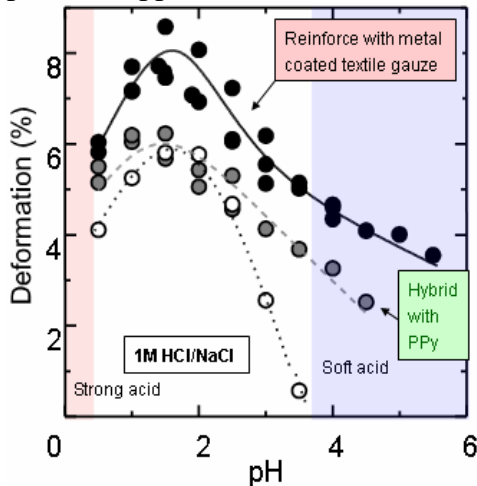 8
6
4
2
0
2
4
6
Deformation (%)
pH
Reinforce with metal
coated textile gauze
Hybrid
with
PPy
1M HCl/NaCl
Strong acid
Soft acid